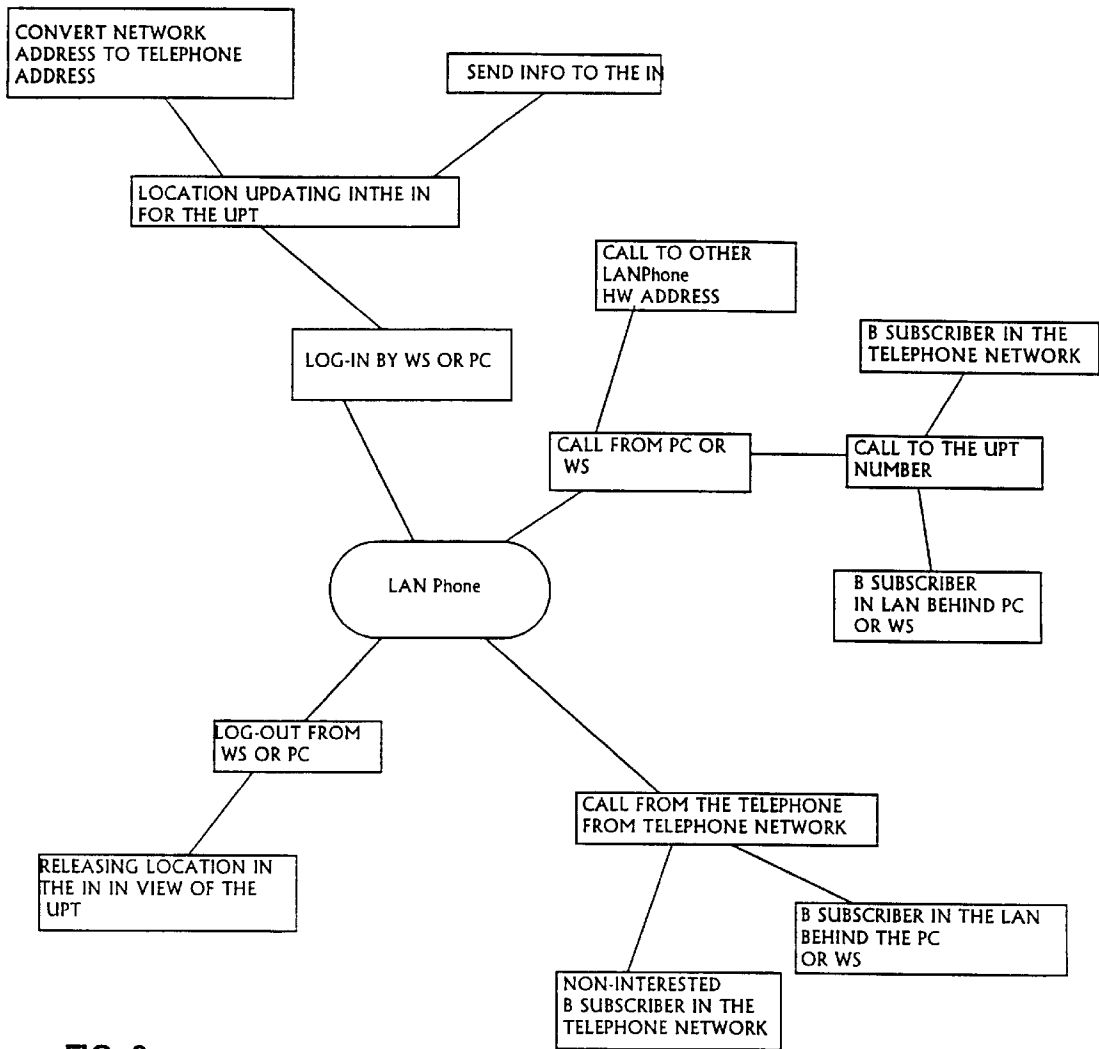 CONVERT NETWORK
ADDRESS TO TELEPHONE
ADDRESS
SEND INFO TO THE IN
LOCATION UPDATING INTHE IN
FOR THE UPT
CALL TO OTHER
LANPhone
HW ADDRESS
B SUBSCRIBER IN THE
TELEPHONE NETWORK
LOG-IN BY WS OR PC
CALL FROM PC OR
WS
CALL TO THE UPT
NUMBER
LAN Phone
B SUBSCRIBER
IN LAN BEHIND PC
OR WS
LOG-OUT FROM
WS OR PC
CALL FROM THE TELEPHONE
FROM TELEPHONE NETWORK
RELEASING LOCATION IN
THE IN IN VIEW OF THE
UPT
B SUBSCRIBER IN THE LAN
BEHIND THE PC
OR WS
NON-INTERESTED
B SUBSCRIBER IN THE
TELEPHONE NETWORK